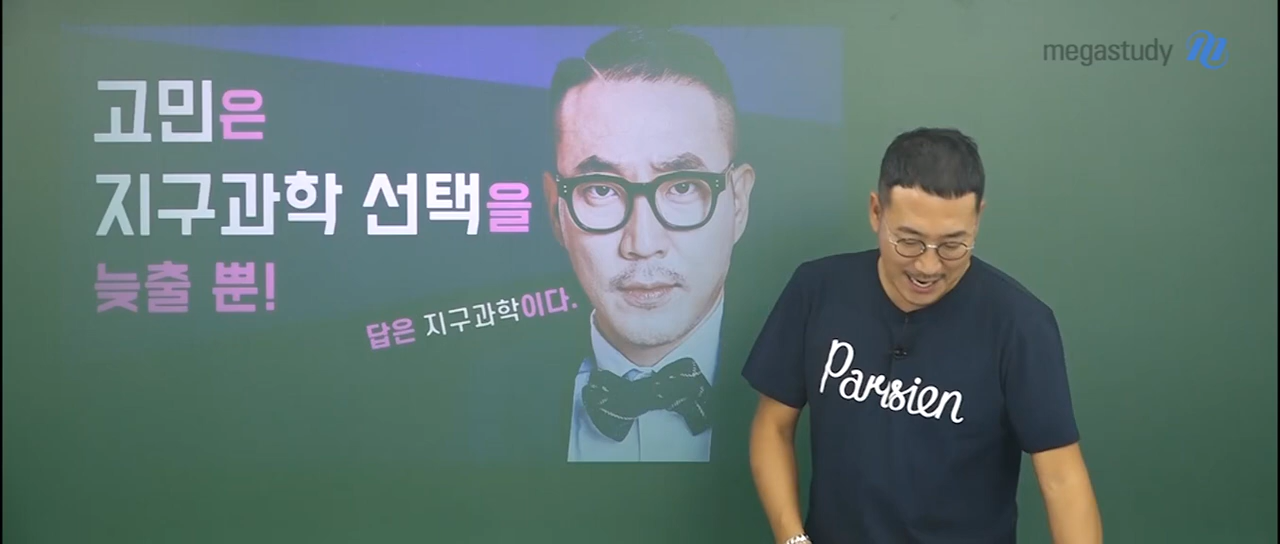 고민은
지구과학 선택을
늦출 뿐!
답은 지구과학이다.
megastudy
Parisien